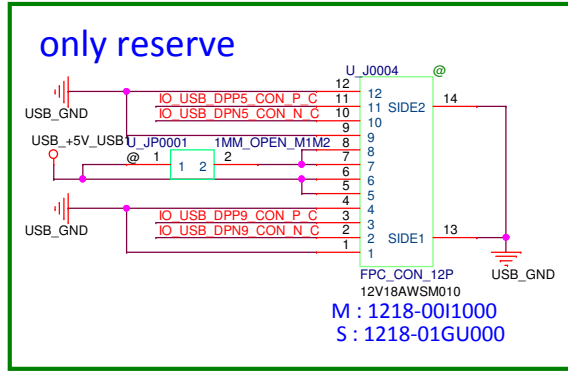 only reserve
U_J0004
@
USB_GND
12 12
IO_USB_DPP5_CON_P_C 11 11 SIDE2 14
IO_USB_DPN5_CON_N_C 10 10
9 9
USB_+5V_USB1
U_JP0001 1MM_OPEN_M1M2 8 8
@ 1 1 2 2 7 7
6 6
5 5
USB_GND
4 4
IO_USB_DPP9_CON_P_C 3 3
IO_USB_DPN9_CON_N_C 2 2 SIDE1 13
1 1
USB_GND
FPC_CON_12P
12V18AWSM010
M : 1218-00I1000
S : 1218-01GU000